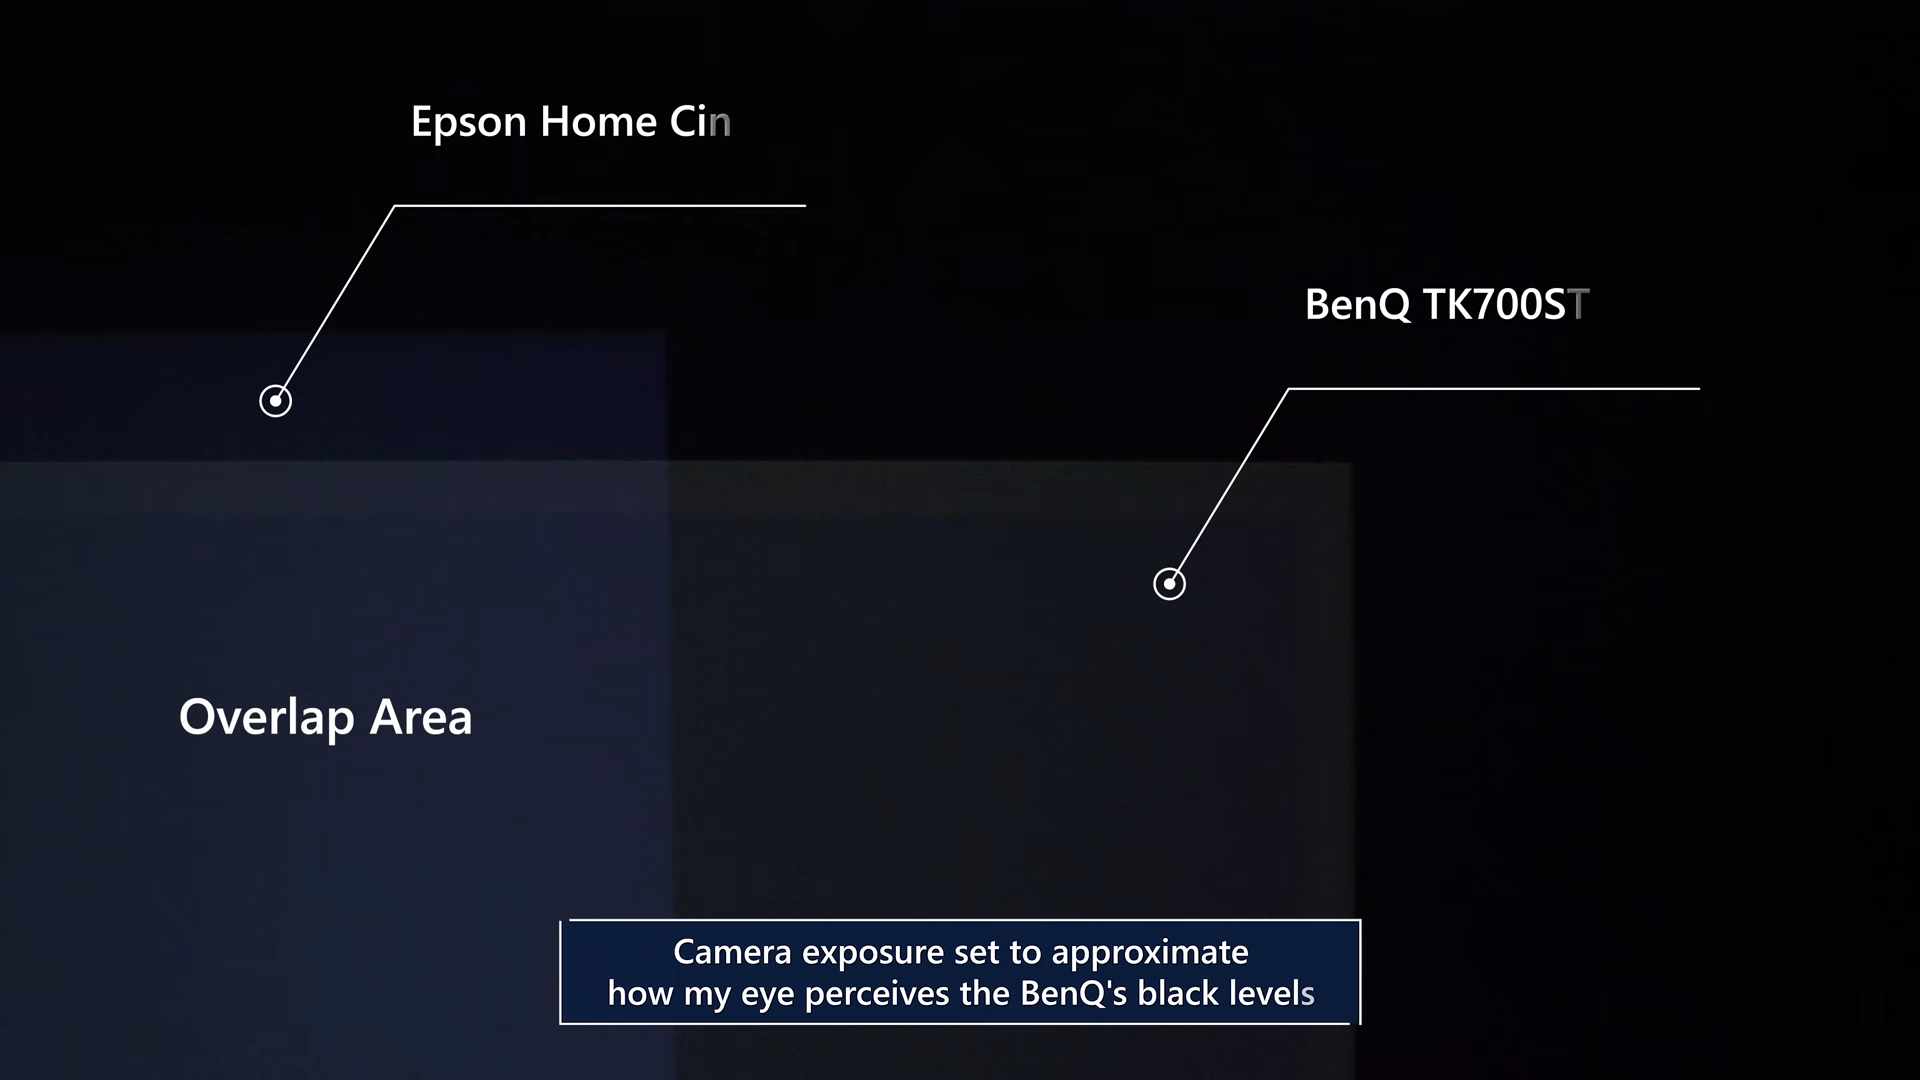 Epson Home Cin
BenQ TK700ST
Overlap Area
Camera exposure set to approximate
how my eye perceives the BenQ's black levels